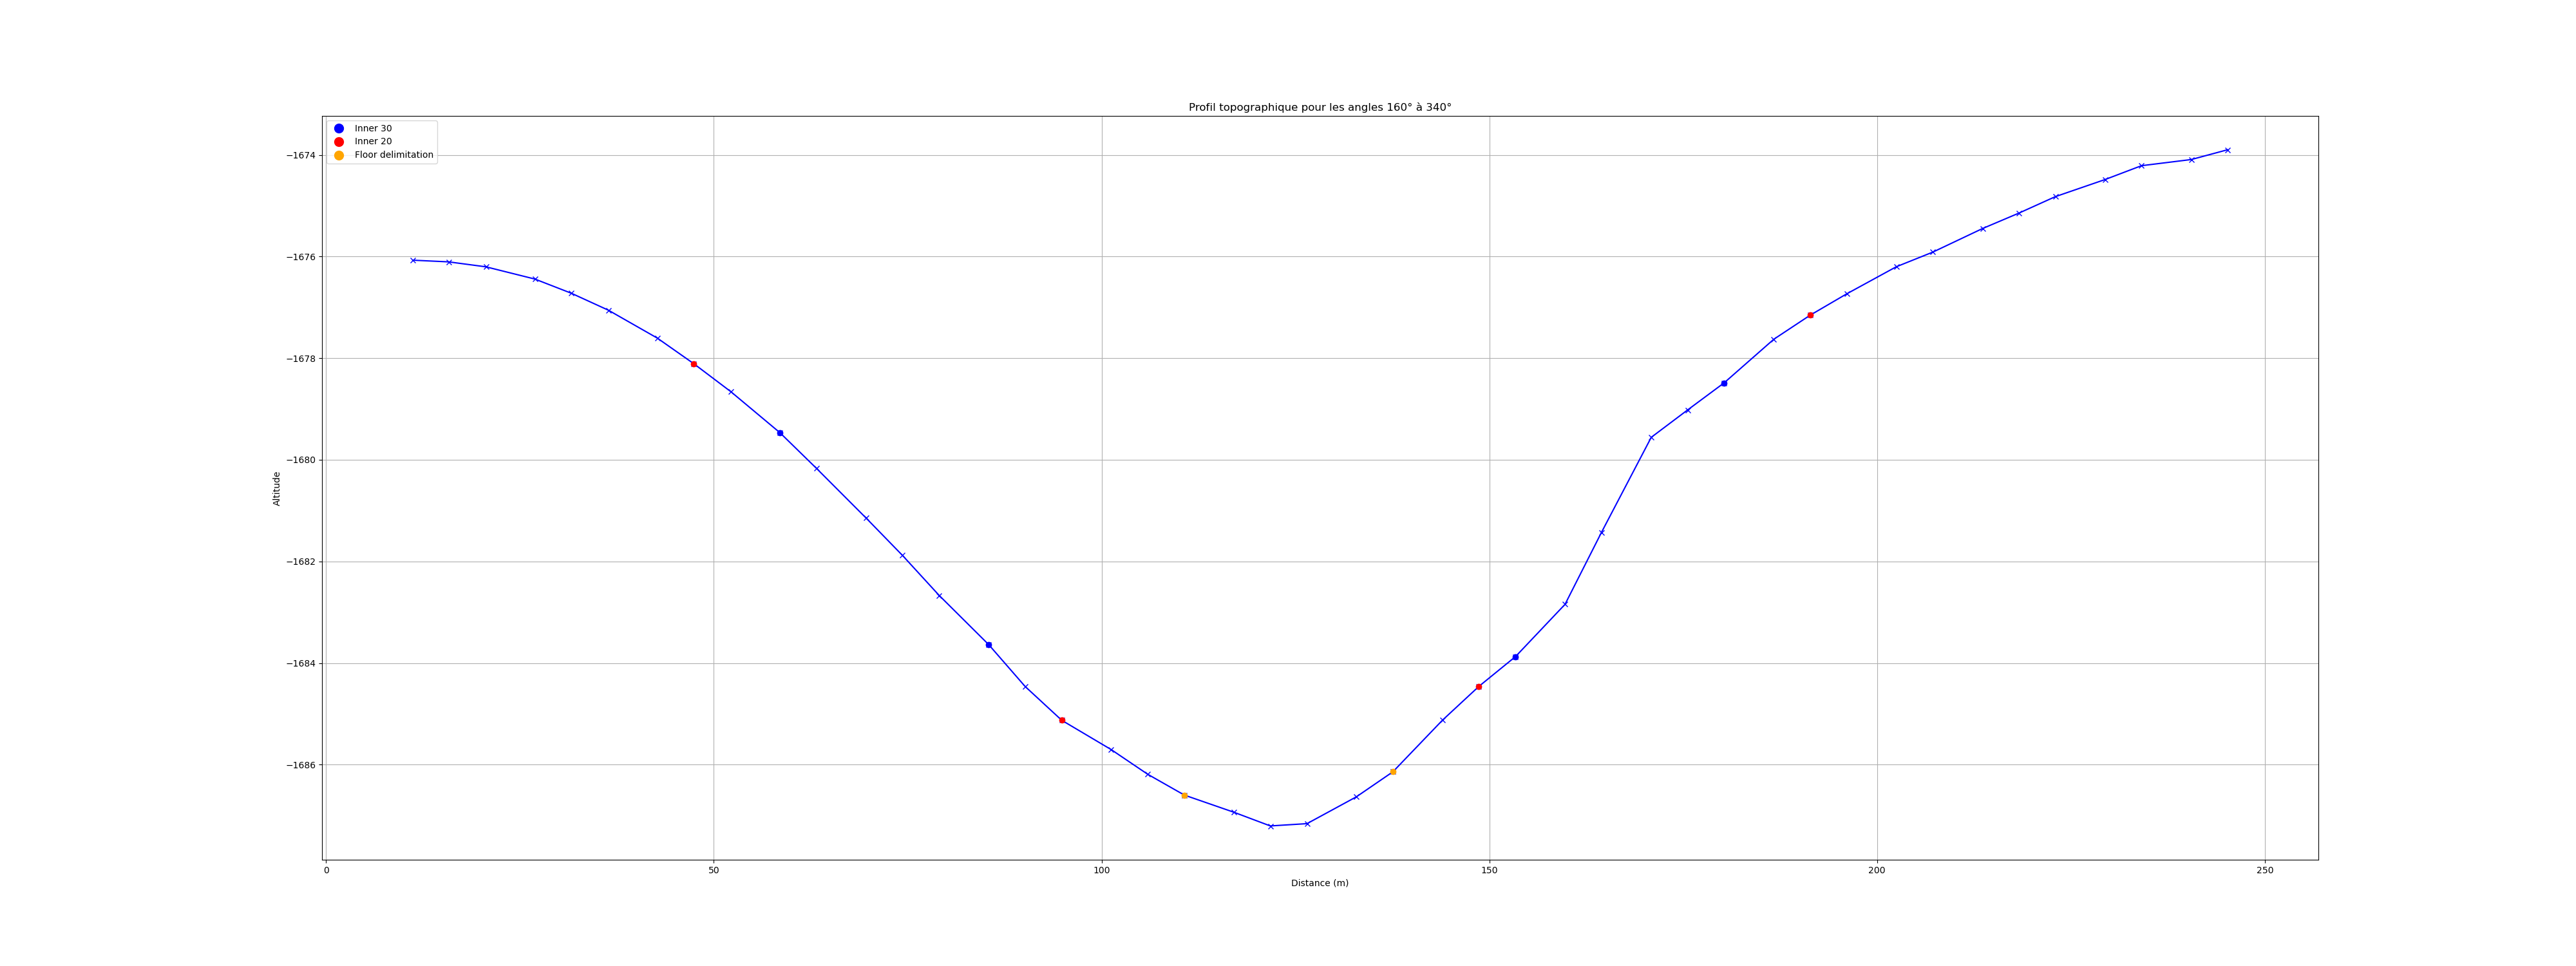 Profil topographique pour les angles 160° à 340°
Inner 30
Inner 20
Floor delimitation
−1674
−1676
−1678
−1680
−1682
−1684
−1686
Altitude
0 50 100 150 200 250
Distance (m)